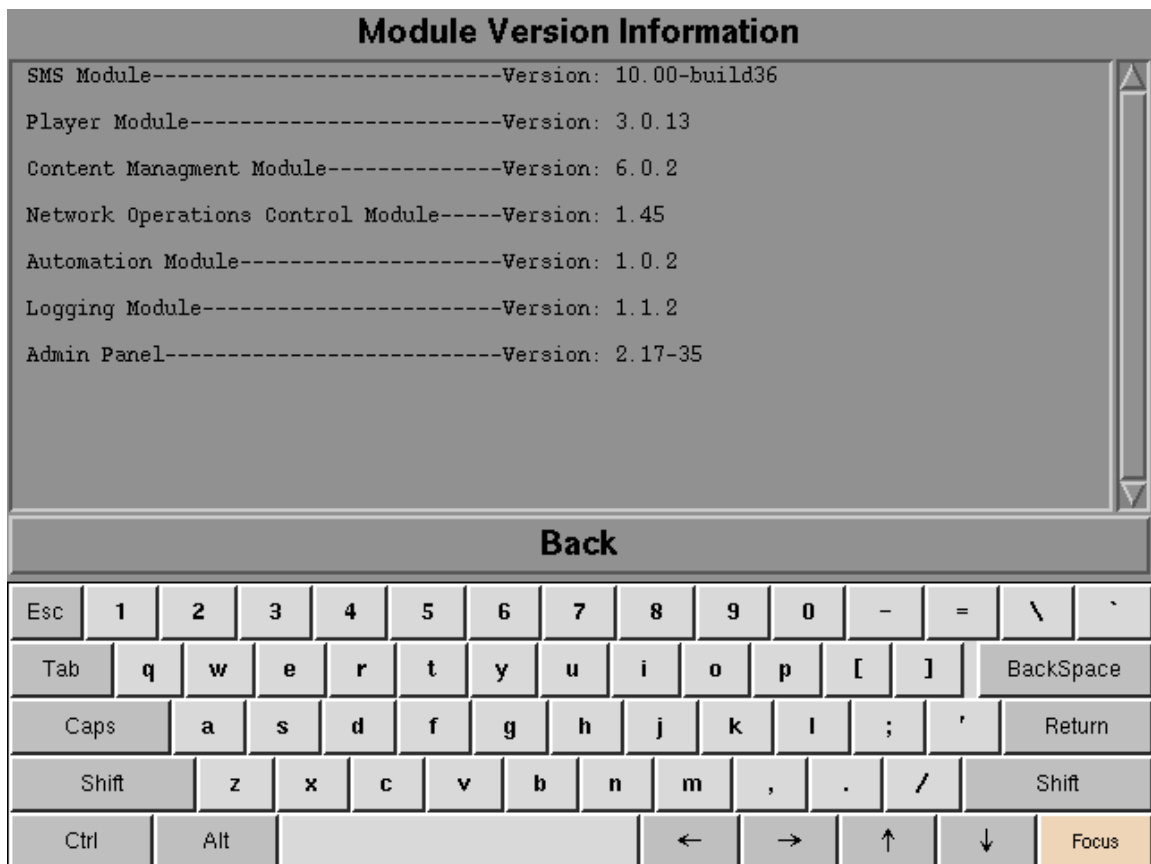 Module Version Information
SMS Module----------------------------Version: 10.00-build36
Player Module-------------------------Version: 3.0.13
Content Managment Module--------------Version: 6.0.2
Network Operations Control Module-----Version: 1.45
Automation Module---------------------Version: 1.0.2
Logging Module------------------------Version: 1.1.2
Admin Panel---------------------------Version: 2.17-35
Back
Esc 1 2 3 4 5 6 7 8 9 0 - = \ `
Tab q w e r t y u i o p [ ] BackSpace
Caps a s d f g h j k l ; ' Return
Shift z x c v b n m , . / Shift
Ctrl Alt ← → ↑ ↓ Focus